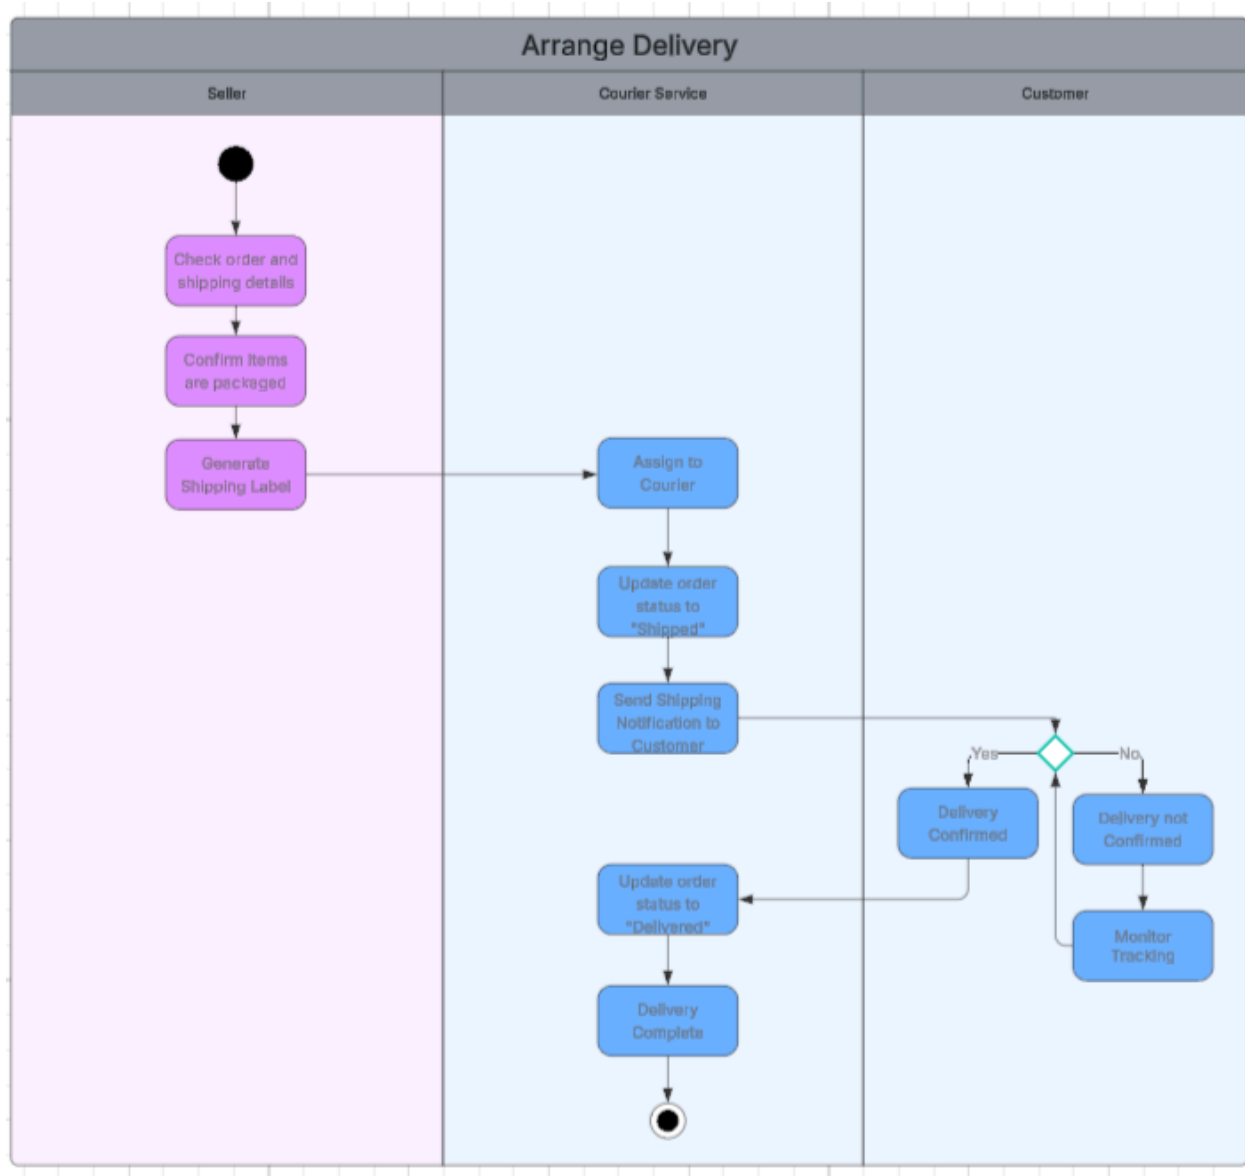 Arrange Delivery
Seller
Courier Service
Customer
Check order and
shipping details
Confirm Items
are packaged
Generate
Shipping Label
Assign to
Courier
Update order
status to
"Shipped"
Send Shipping
Notification to
Customer
Yes
No
Delivery
Confirmed
Delivery not
Confirmed
Monitor
Tracking
Update order
status to
"Delivered"
Delivery
Complete